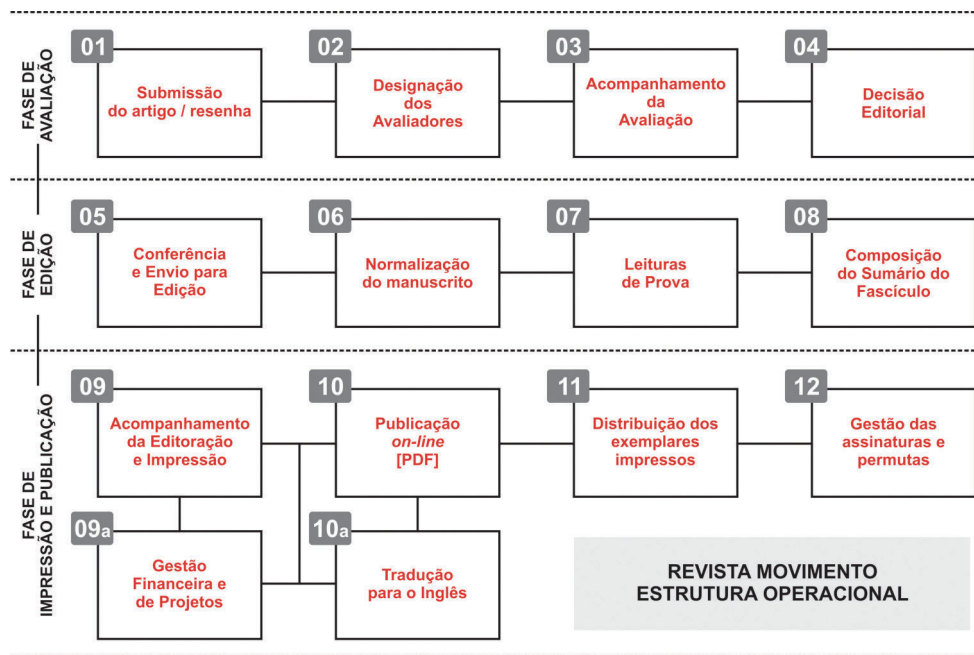 FASE DE
AVALIAÇÃO
01
Submissão
do artigo / resenha
02
Designação
dos
Avaliadores
03
Acompanhamento
da
Avaliação
04
Decisão
Editorial
FASE DE
EDIÇÃO
05
Conferência
e Envio para
Edição
06
Normalização
do manuscrito
07
Leituras
de Prova
08
Composição
do Sumário do
Fascículo
FASE DE
IMPRESSÃO E PUBLICAÇÃO
09
Acompanhamento
da Editoração
e Impressão
10
Publicação
on-line
[PDF]
11
Distribuição dos
exemplares
impressos
12
Gestão das
assinaturas e
permutas
09a
Gestão
Financeira e
de Projetos
10a
Tradução
para o Inglês
REVISTA MOVIMENTO
ESTRUTURA OPERACIONAL